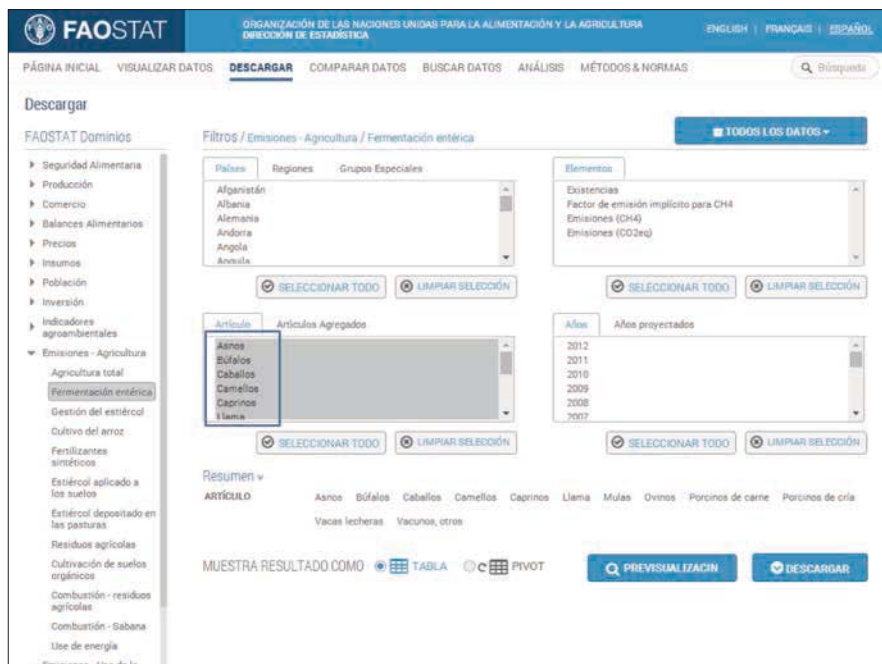 FAOSTAT
ORGANIZACIÓN DE LAS NACIONES UNIDAS PARA LA ALIMENTACIÓN Y LA AGRICULTURA
DIRECCIÓN DE ESTADÍSTICA
ENGLISH | FRANÇAIS | ESPAÑOL
PÁGINA INICIAL VISUALIZAR DATOS DESCARGAR COMPARAR DATOS BUSCAR DATOS ANÁLISIS MÉTODOS & NORMAS Búsqueda
Descargar
FAOSTAT Dominios
Seguridad Alimentaria
Producción
Comercio
Balances Alimentarios
Precios
Insumos
Población
Inversión
Indicadores
agroambientales
Emisiones - Agricultura
Agricultura total
Fermentación entérica
Gestión del estiércol
Cultivo del arroz
Fertilizantes
sintéticos
Estiércol aplicado a
los suelos
Estiércol depositado en
las pasturas
Residuos agrícolas
Cultivación de suelos
orgánicos
Combustión - residuos
agrícolas
Combustión - Sabana
Use de energía
Emisiones - Uso de la
Filtros / Emisiones - Agricultura / Fermentación entérica
TODOS LOS DATOS
Países Regiones Grupos Especiales
Afganistán
Albania
Alemania
Andorra
Angola
Anguila
SELECCIONAR TODO LIMPIAR SELECCIÓN
Elementos
Existencias
Factor de emisión implícito para CH4
Emisiones (CH4)
Emisiones (CO2eq)
SELECCIONAR TODO LIMPIAR SELECCIÓN
Artículo Artículos Agregados
Asnos
Búfalos
Caballos
Camellos
Caprinos
Llama
SELECCIONAR TODO LIMPIAR SELECCIÓN
Años Años proyectados
2012
2011
2010
2009
2008
2007
SELECCIONAR TODO LIMPIAR SELECCIÓN
Resumen
ARTÍCULO Asnos Búfalos Caballos Camellos Caprinos Llama Mulas Ovinos Porcinos de carne Porcinos de cría
Vacas lecheras Vacunos, otros
MUESTRA RESULTADO COMO TABLA PIVOT PREVISUALIZACIN DESCARGAR